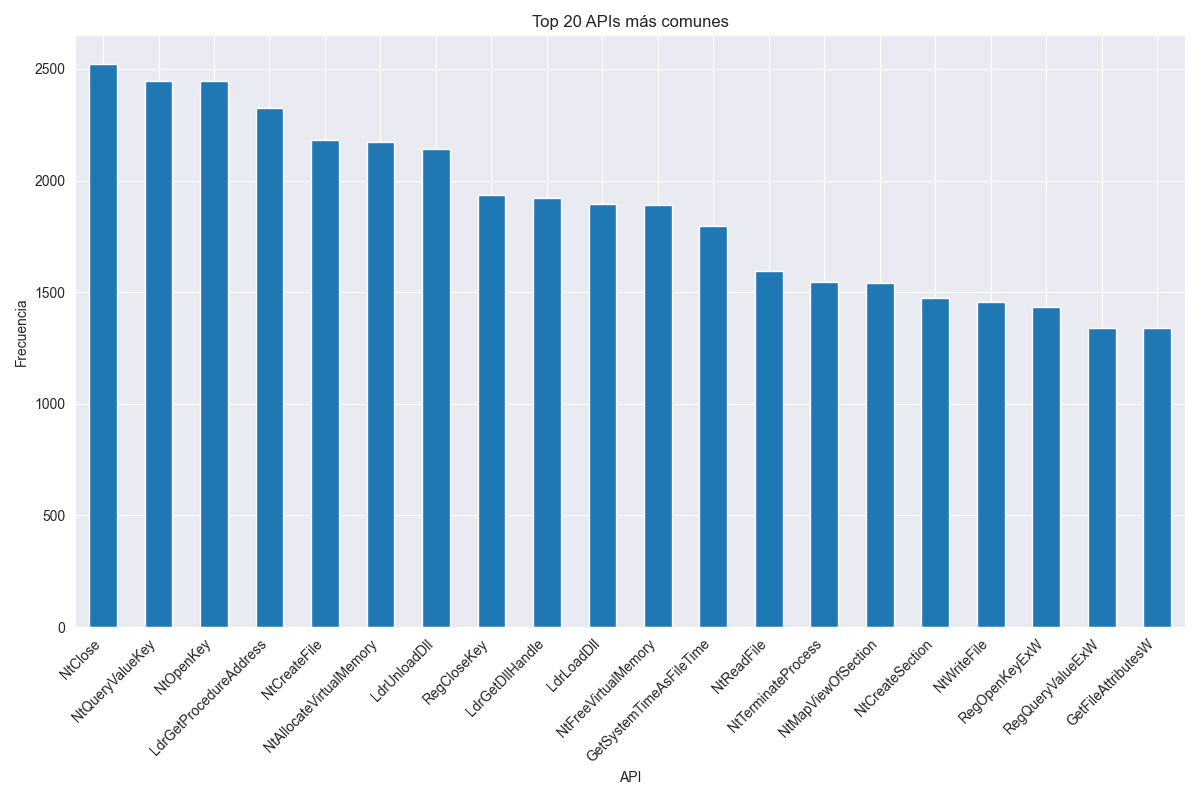 Top 20 APIs más comunes
Frecuencia
2500
2000
1500
1000
500
0
NtClose
NtQueryValueKey
NtOpenKey
LdrGetProcedureAddress
NtCreateFile
NtAllocateVirtualMemory
LdrUnloadDll
RegCloseKey
LdrGetDllHandle
LdrLoadDll
NtFreeVirtualMemory
GetSystemTimeAsFileTime
NtReadFile
NtTerminateProcess
NtMapViewOfSection
NtCreateSection
NtWriteFile
RegOpenKeyExW
RegQueryValueExW
GetFileAttributesW
API